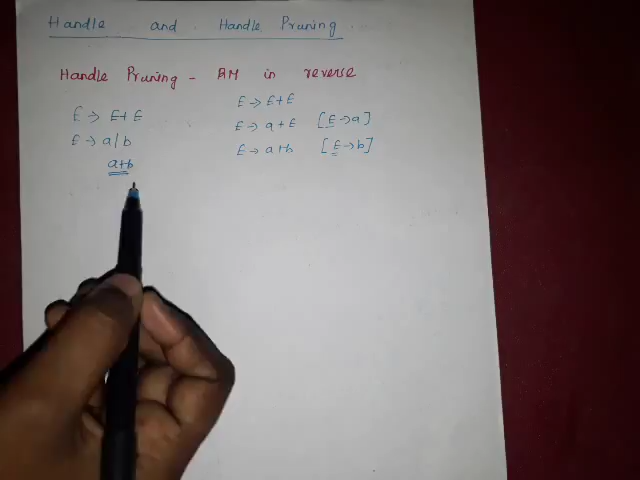 Handle and Handle Pruning
Handle Pruning - RM in reverse
E → E+E
E → a/b
a+b
E → E+E
E → a+E [E → a]
E → a+b [E → b]